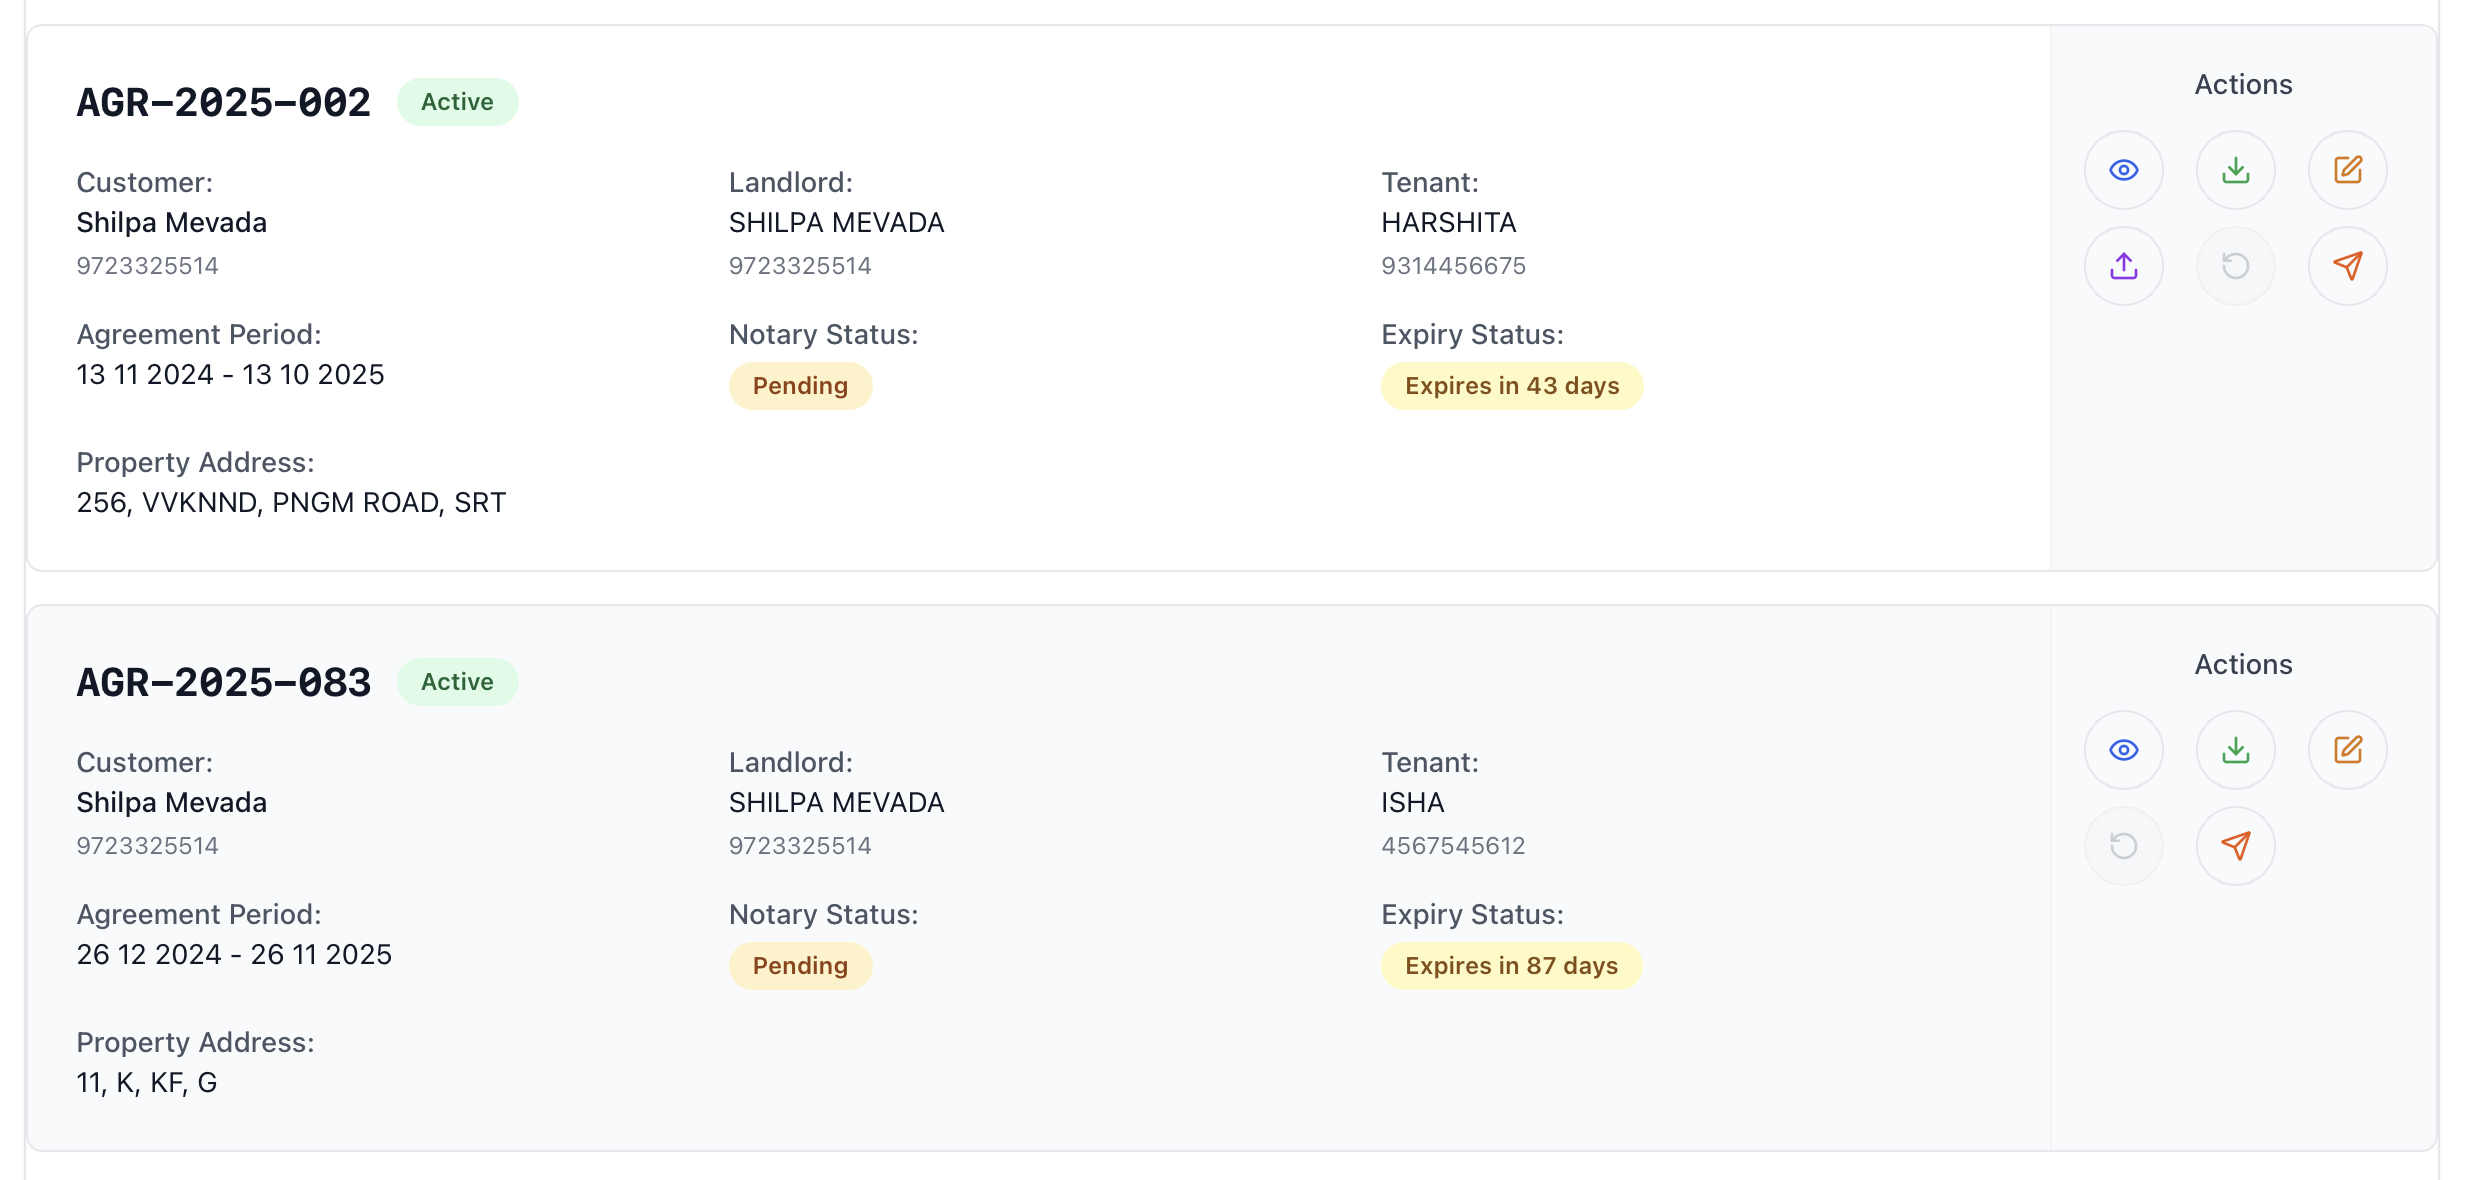 AGR-2025-002 Active
Actions
Customer:
Shilpa Mevada
9723325514
Landlord:
SHILPA MEVADA
9723325514
Tenant:
HARSHITA
9314456675
Agreement Period:
13 11 2024 - 13 10 2025
Notary Status:
Pending
Expiry Status:
Expires in 43 days
Property Address:
256, VVKNND, PNGM ROAD, SRT
AGR-2025-083 Active
Actions
Customer:
Shilpa Mevada
9723325514
Landlord:
SHILPA MEVADA
9723325514
Tenant:
ISHA
4567545612
Agreement Period:
26 12 2024 - 26 11 2025
Notary Status:
Pending
Expiry Status:
Expires in 87 days
Property Address:
11, K, KF, G